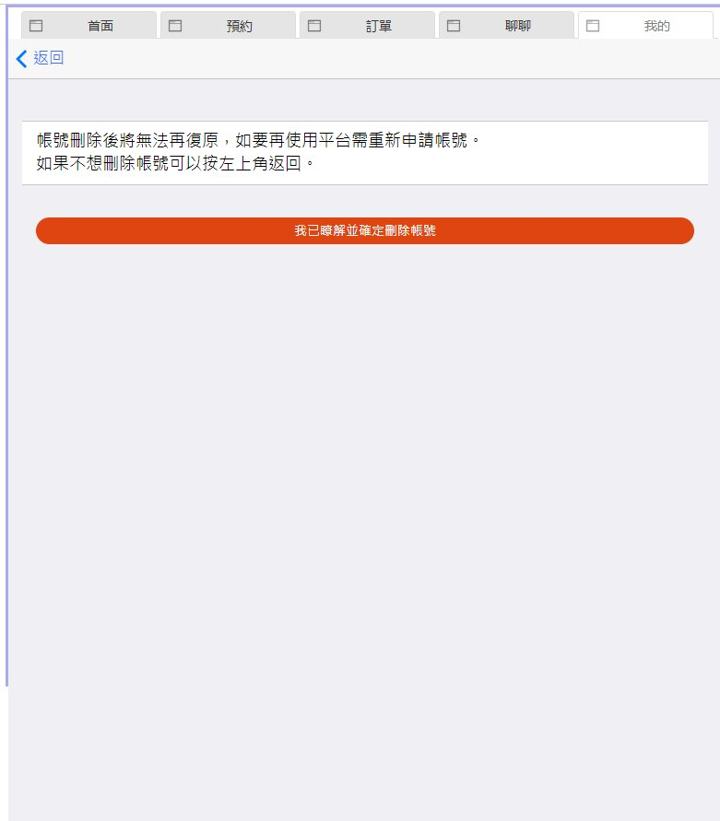 首面 預約 訂單 聊聊 我的
返回
帳號刪除後將無法再復原，如要再使用平台需重新申請帳號。
如果不想刪除帳號可以按左上角返回。
我已瞭解並確定刪除帳號